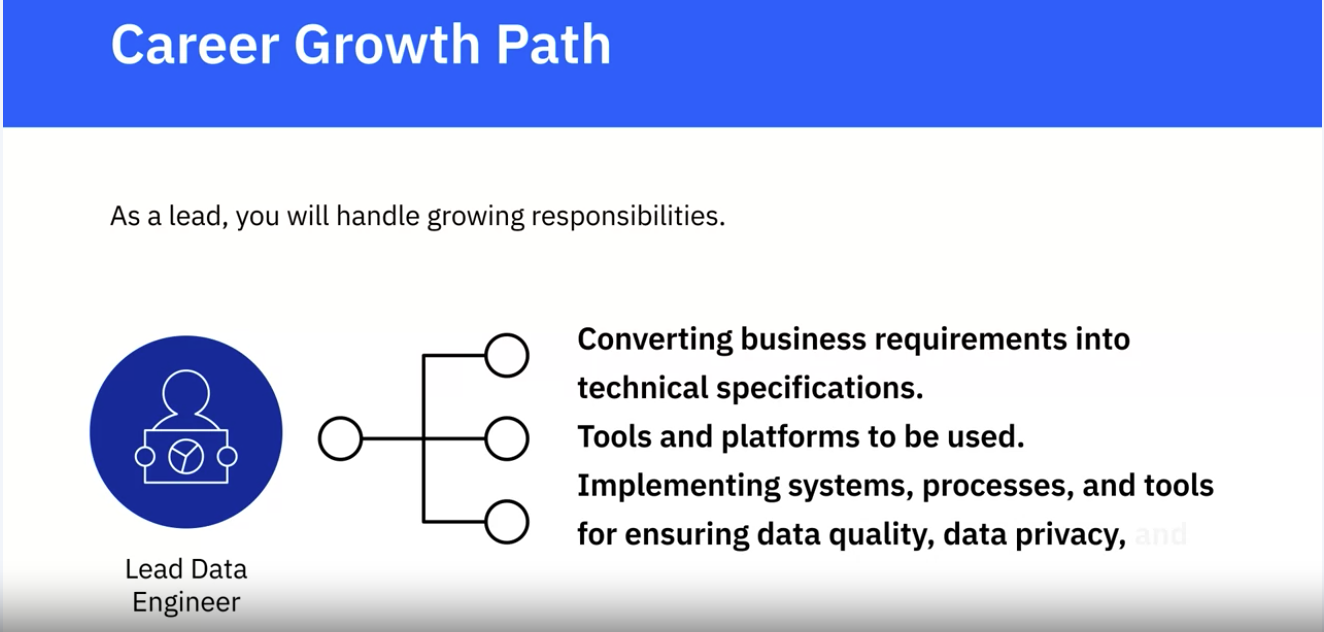 Career Growth Path
As a lead, you will handle growing responsibilities.
Converting business requirements into
technical specifications.
Tools and platforms to be used.
Implementing systems, processes, and tools
for ensuring data quality, data privacy, and
Lead Data
Engineer